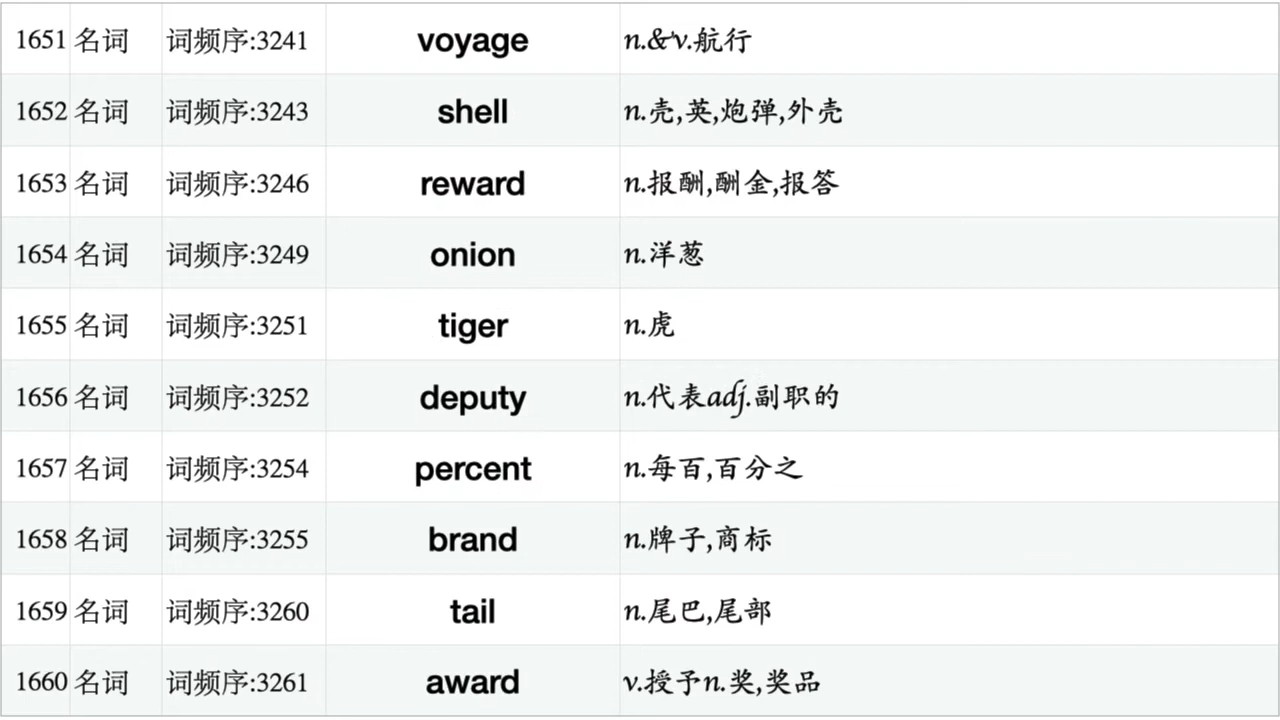 1651 名词 词频序:3241 voyage n.&v.航行
1652 名词 词频序:3243 shell n.壳,英,炮弹,外壳
1653 名词 词频序:3246 reward n.报酬,酬金,报答
1654 名词 词频序:3249 onion n.洋葱
1655 名词 词频序:3251 tiger n.虎
1656 名词 词频序:3252 deputy n.代表adj.副职的
1657 名词 词频序:3254 percent n.每百,百分之
1658 名词 词频序:3255 brand n.牌子,商标
1659 名词 词频序:3260 tail n.尾巴,尾部
1660 名词 词频序:3261 award v.授予n.奖,奖品